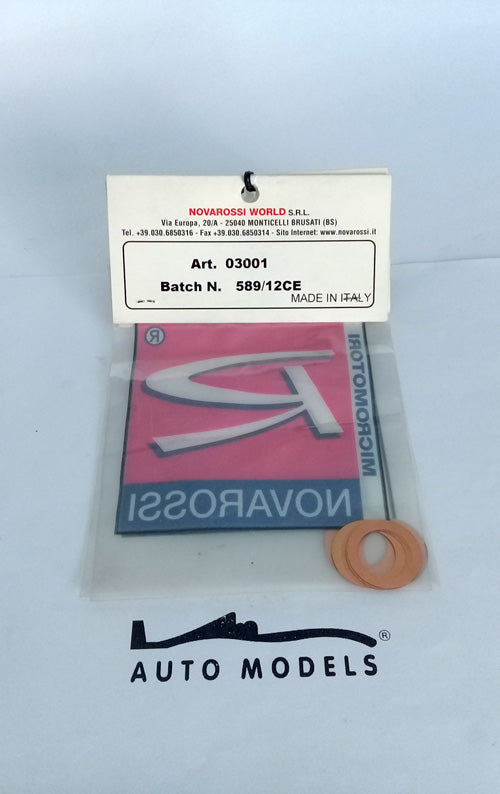 NOVAROSSI WORLD S.R.L.
Via Europa, 20/A - 25040 MONTICELLI BRUSATI (BS)
Tel. +39.030.6850316 - Fax +39.030.6850314 - Sito Internet: www.novarossi.it
Art. 03001
Batch N. 589/12CE
MADE IN ITALY
®
MICROMOTORI
NOVAROSSI
®
AUTO MODELS